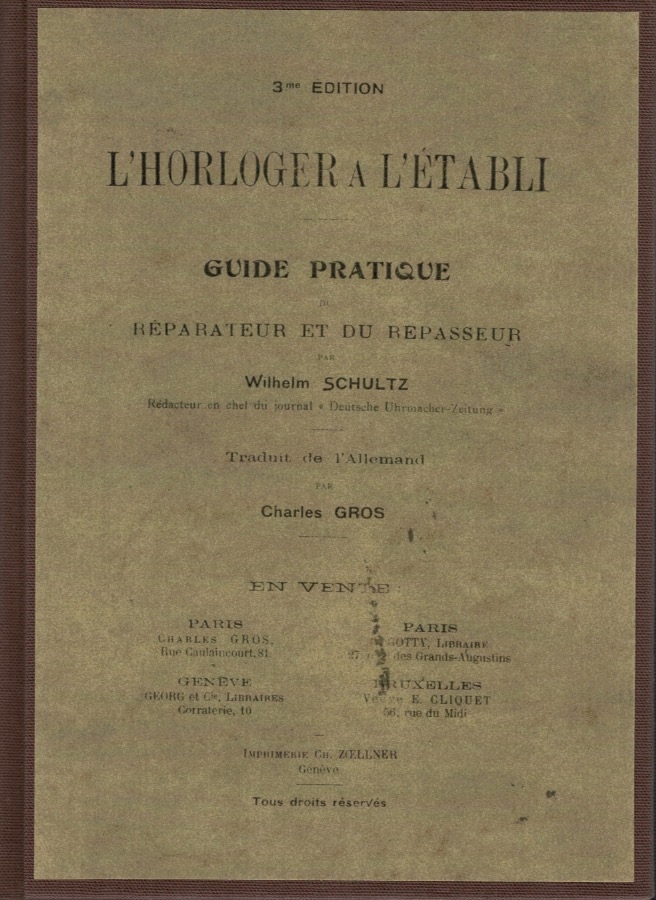 3me EDITION
L'HORLOGER A L'ÉTABLI
GUIDE PRATIQUE
DU
RÉPARATEUR ET DU REPASSEUR
PAR
Wilhelm SCHULTZ
Rédacteur en chef du journal « Deutsche Uhrmacher-Zeitung »
Traduit de l'Allemand
PAR
Charles GROS
EN VENTE :
PARIS
CHARLES GROS,
Rue Caulaincourt, 81
PARIS
LIBRAIRE
27 des Grands-Augustins
GENÈVE
GEORG et Cie, LIBRAIRES
Corraterie, 10
BRUXELLES
Veuve E. CLIQUET
56, rue du Midi
IMPRIMERIE CH. ZŒLLNER
Genève
Tous droits réservés